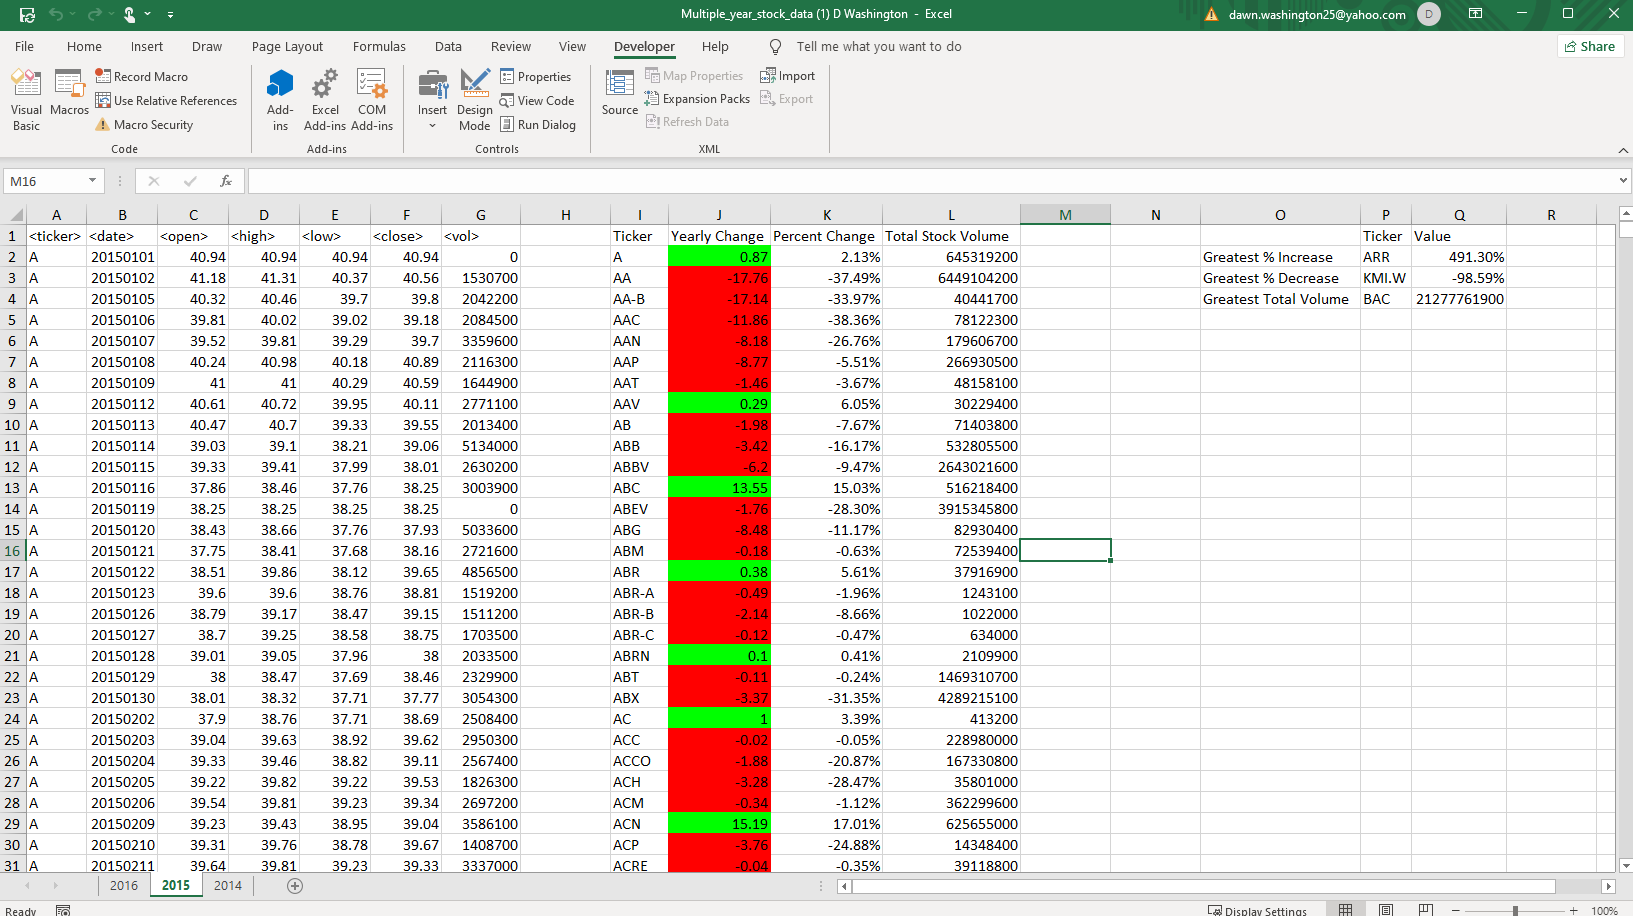 Multiple_year_stock_data (1) D Washington - Excel
dawn.washington25@yahoo.com D
File Home Insert Draw Page Layout Formulas Data Review View Developer Help Tell me what you want to do Share
Visual Basic
Macros
Record Macro
Use Relative References
Macro Security
Code
Add-ins
Excel Add-ins
COM Add-ins
Add-ins
Insert
Design Mode
Properties
View Code
Run Dialog
Controls
Source
Map Properties
Expansion Packs
Refresh Data
Import
Export
XML
M16 fx
A B C D E F G H I J K L M N O P Q R
1 <ticker> <date> <open> <high> <low> <close> <vol> Ticker Yearly Change Percent Change Total Stock Volume Ticker Value
2 A 20150101 40.94 40.94 40.94 40.94 0 A 0.87 2.13% 645319200 Greatest % Increase ARR 491.30%
3 A 20150102 41.18 41.31 40.37 40.56 1530700 AA -17.76 -37.49% 6449104200 Greatest % Decrease KMI.W -98.59%
4 A 20150105 40.32 40.46 39.7 39.8 2042200 AA-B -17.14 -33.97% 40441700 Greatest Total Volume BAC 21277761900
5 A 20150106 39.81 40.02 39.02 39.18 2084500 AAC -11.86 -38.36% 78122300
6 A 20150107 39.52 39.81 39.29 39.7 3359600 AAN -8.18 -26.76% 179606700
7 A 20150108 40.24 40.98 40.18 40.89 2116300 AAP -8.77 -5.51% 266930500
8 A 20150109 41 41 40.29 40.59 1644900 AAT -1.46 -3.67% 48158100
9 A 20150112 40.61 40.72 39.95 40.11 2771100 AAV 0.29 6.05% 30229400
10 A 20150113 40.47 40.7 39.33 39.55 2013400 AB -1.98 -7.67% 71403800
11 A 20150114 39.03 39.1 38.21 39.06 5134000 ABB -3.42 -16.17% 532805500
12 A 20150115 39.33 39.41 37.99 38.01 2630200 ABBV -6.2 -9.47% 2643021600
13 A 20150116 37.86 38.46 37.76 38.25 3003900 ABC 13.55 15.03% 516218400
14 A 20150119 38.25 38.25 38.25 38.25 0 ABEV -1.76 -28.30% 3915345800
15 A 20150120 38.43 38.66 37.76 37.93 5033600 ABG -8.48 -11.17% 82930400
16 A 20150121 37.75 38.41 37.68 38.16 2721600 ABM -0.18 -0.63% 72539400
17 A 20150122 38.51 39.86 38.12 39.65 4856500 ABR 0.38 5.61% 37916900
18 A 20150123 39.6 39.6 38.76 38.81 1519200 ABR-A -0.49 -1.96% 1243100
19 A 20150126 38.79 39.17 38.47 39.15 1511200 ABR-B -2.14 -8.66% 1022000
20 A 20150127 38.7 39.25 38.58 38.75 1703500 ABR-C -0.12 -0.47% 634000
21 A 20150128 39.01 39.05 37.96 38 2033500 ABRN 0.1 0.41% 2109900
22 A 20150129 38 38.47 37.69 38.46 2329900 ABT -0.11 -0.24% 1469310700
23 A 20150130 38.01 38.32 37.71 37.77 3054300 ABX -3.37 -31.35% 4289215100
24 A 20150202 37.9 38.76 37.71 38.69 2508400 AC 1 3.39% 413200
25 A 20150203 39.04 39.63 38.92 39.62 2950300 ACC -0.02 -0.05% 228980000
26 A 20150204 39.33 39.46 38.82 39.11 2567400 ACCO -1.88 -20.87% 167330800
27 A 20150205 39.22 39.82 39.22 39.53 1826300 ACH -3.28 -28.47% 35801000
28 A 20150206 39.54 39.81 39.23 39.34 2697200 ACM -0.34 -1.12% 362299600
29 A 20150209 39.23 39.43 38.95 39.04 3586100 ACN 15.19 17.01% 625655000
30 A 20150210 39.31 39.76 38.78 39.67 1408700 ACP -3.76 -24.88% 14348400
31 A 20150211 39.64 39.81 39.23 39.33 3337000 ACRE -0.04 -0.35% 39118800
2016 2015 2014
Ready Display Settings 100%